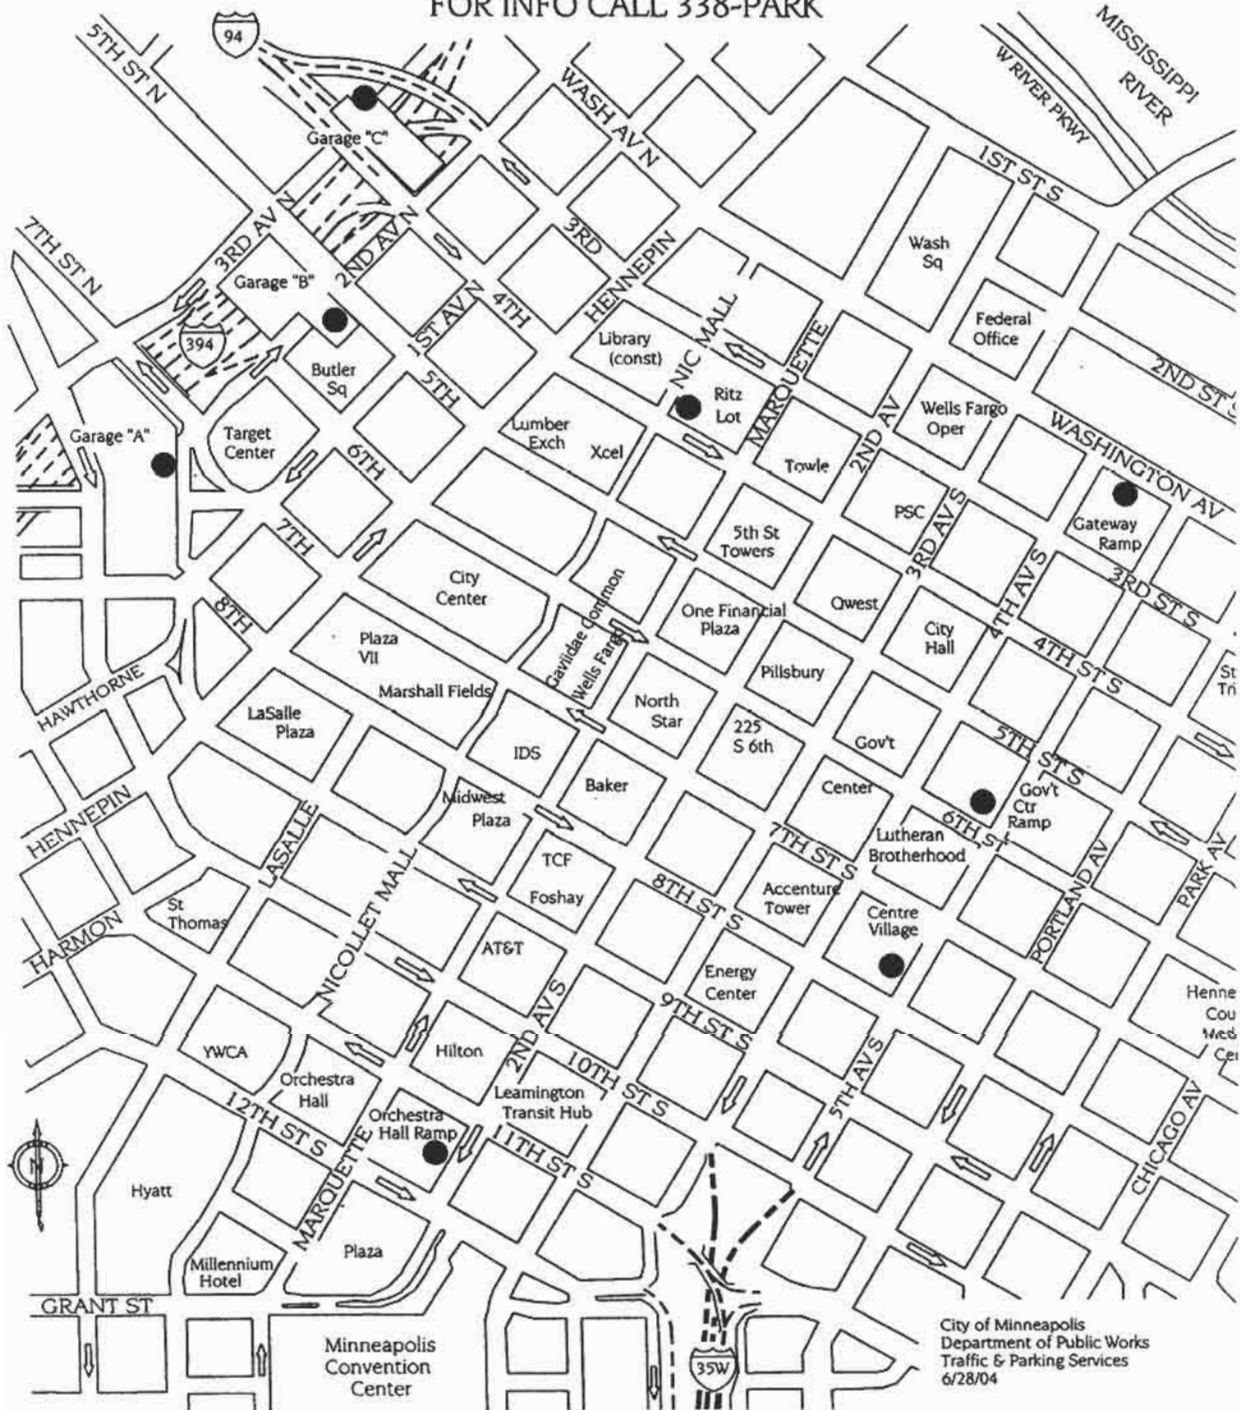 FOR INFO CALL 338-PARK
94
5TH ST N
MISSISSIPPI
RIVER
W RIVER PKWY
WASH AV N
Garage "C"
1ST ST S
7TH ST N
3RD AV N
2ND AV N
3RD
HENNEPIN
Wash
Sq
Garage "B"
1ST AV N
4TH
394
Butler
Sq
5TH
Library
(const)
NIC MALL
MARQUETTE
Federal
Office
2ND ST S
Ritz
Lot
Garage "A"
Target
Center
6TH
Lumber
Exch
Xcel
Towle
2ND AV
Wells Fargo
Oper
WASHINGTON AV
7TH
5th St
Towers
PSC
3RD AV S
Gateway
Ramp
8TH
City
Center
Gaviidae Common
Wells Fargo
One Financial
Plaza
Qwest
City
Hall
4TH AV S
3RD ST S
Plaza
VII
Marshall Fields
Pillsbury
4TH ST S
St
Tri
HAWTHORNE
LaSalle
Plaza
IDS
North
Star
225
S 6th
Gov't
5TH ST S
Midwest
Plaza
Baker
Center
Gov't
Ctr
Ramp
HENNEPIN
LASALLE
NICOLLET MALL
7TH ST S
6TH ST
Lutheran
Brotherhood
PORTLAND AV
PARK AV
TCF
Foshay
8TH ST S
Accenture
Tower
Centre
Village
HARMON
St
Thomas
AT&T
2ND AV S
Energy
Center
9TH ST S
Henne
Cou
Med
Cer
YWCA
Hilton
10TH ST S
5TH AV S
Orchestra
Hall
Leamington
Transit Hub
CHICAGO AV
12TH ST S
Orchestra
Hall Ramp
11TH ST S
N
Hyatt
MARQUETTE
Millennium
Hotel
Plaza
GRANT ST
Minneapolis
Convention
Center
35W
City of Minneapolis
Department of Public Works
Traffic & Parking Services
6/28/04